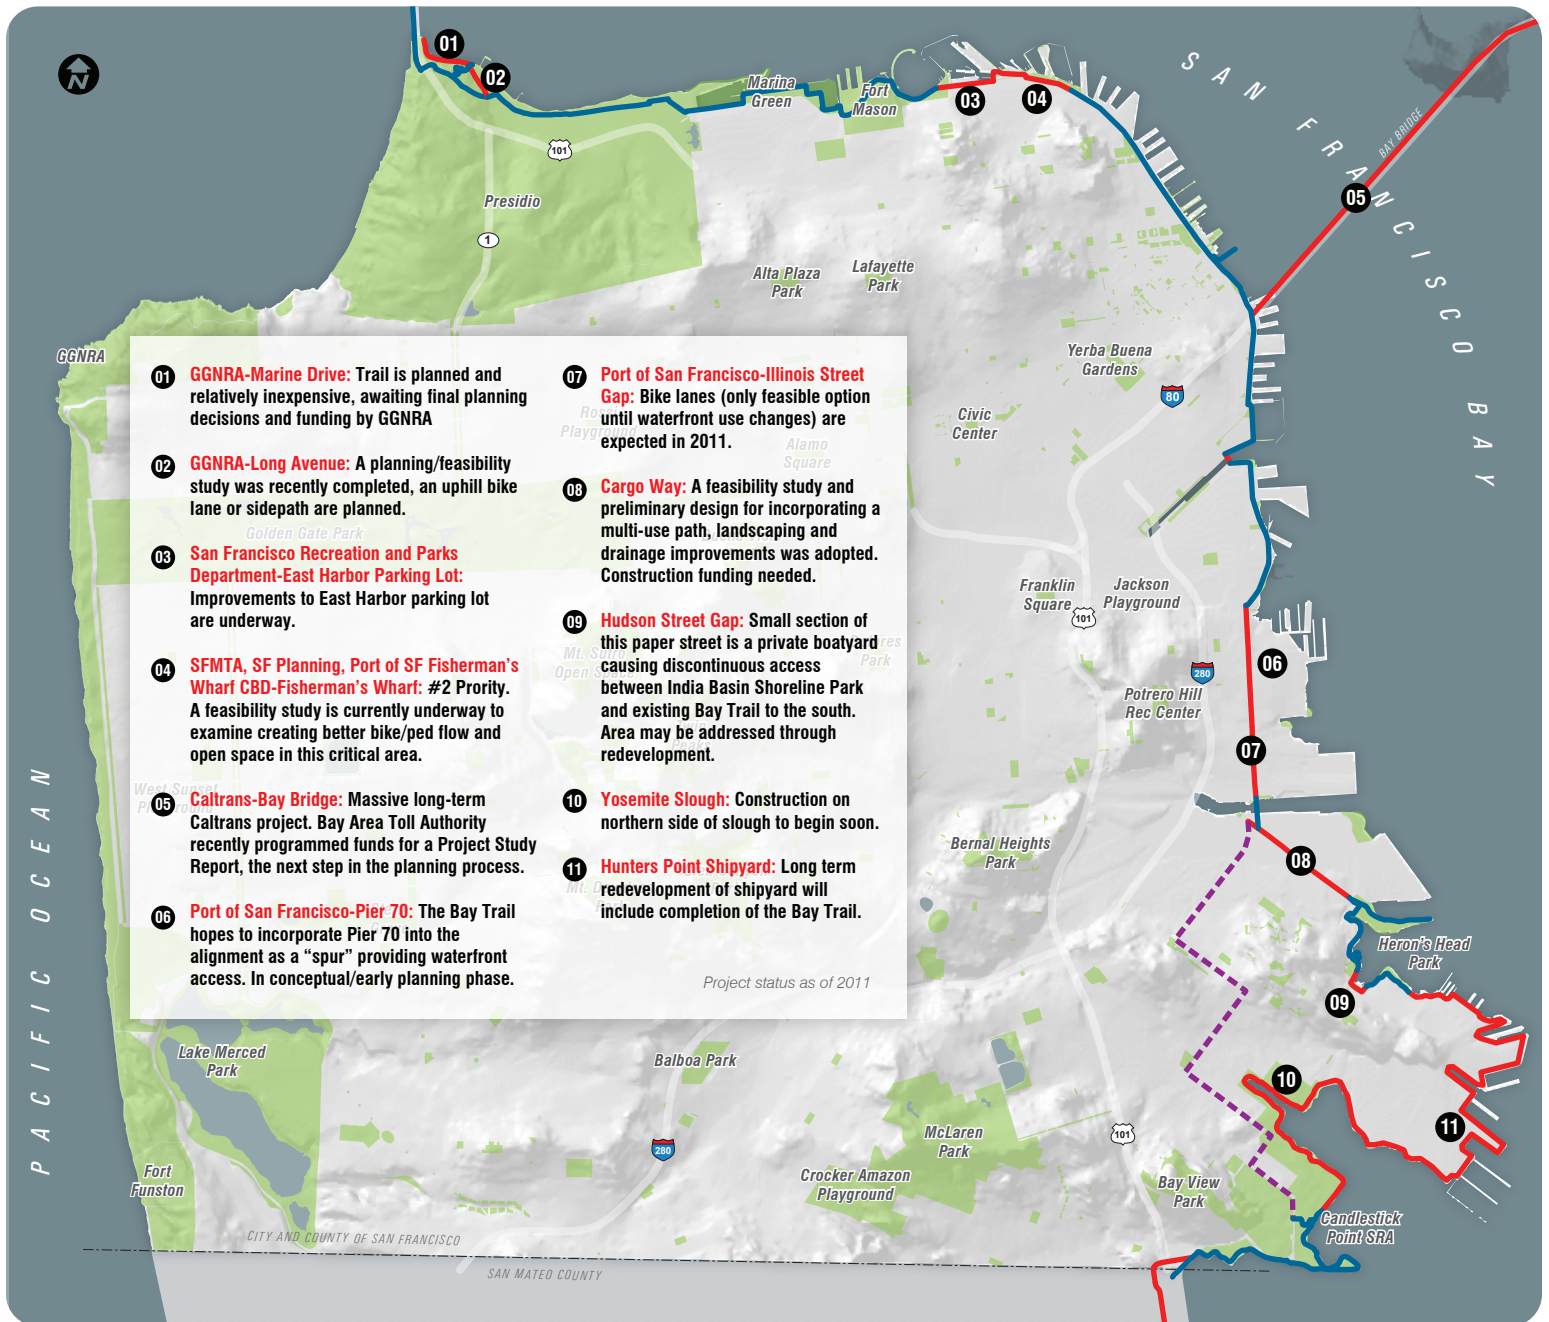 01
02
03
04
05
06
07
08
09
10
11
N
SAN FRANCISCO BAY
BAY BRIDGE
PACIFIC OCEAN
Marina
Green
Fort
Mason
101
Presidio
1
Alta Plaza
Park
Lafayette
Park
GGNRA
Yerba Buena
Gardens
80
Civic
Center
Franklin
Square
101
Jackson
Playground
280
Potrero Hill
Rec Center
Bernal Heights
Park
Heron's Head
Park
Lake Merced
Park
Balboa Park
280
McLaren
Park
101
Crocker Amazon
Playground
Bay View
Park
Candlestick
Point SRA
Fort
Funston
CITY AND COUNTY OF SAN FRANCISCO
SAN MATEO COUNTY
Alamo
Square
Golden Gate Park
West Sunset
Playground
01 GGNRA-Marine Drive: Trail is planned and
relatively inexpensive, awaiting final planning
decisions and funding by GGNRA
02 GGNRA-Long Avenue: A planning/feasibility
study was recently completed, an uphill bike
lane or sidepath are planned.
03 San Francisco Recreation and Parks
Department-East Harbor Parking Lot:
Improvements to East Harbor parking lot
are underway.
04 SFMTA, SF Planning, Port of SF Fisherman's
Wharf CBD-Fisherman's Wharf: #2 Prority.
A feasibility study is currently underway to
examine creating better bike/ped flow and
open space in this critical area.
05 Caltrans-Bay Bridge: Massive long-term
Caltrans project. Bay Area Toll Authority
recently programmed funds for a Project Study
Report, the next step in the planning process.
06 Port of San Francisco-Pier 70: The Bay Trail
hopes to incorporate Pier 70 into the
alignment as a “spur” providing waterfront
access. In conceptual/early planning phase.
07 Port of San Francisco-Illinois Street
Gap: Bike lanes (only feasible option
until waterfront use changes) are
expected in 2011.
08 Cargo Way: A feasibility study and
preliminary design for incorporating a
multi-use path, landscaping and
drainage improvements was adopted.
Construction funding needed.
09 Hudson Street Gap: Small section of
this paper street is a private boatyard
causing discontinuous access
between India Basin Shoreline Park
and existing Bay Trail to the south.
Area may be addressed through
redevelopment.
10 Yosemite Slough: Construction on
northern side of slough to begin soon.
11 Hunters Point Shipyard: Long term
redevelopment of shipyard will
include completion of the Bay Trail.
Project status as of 2011